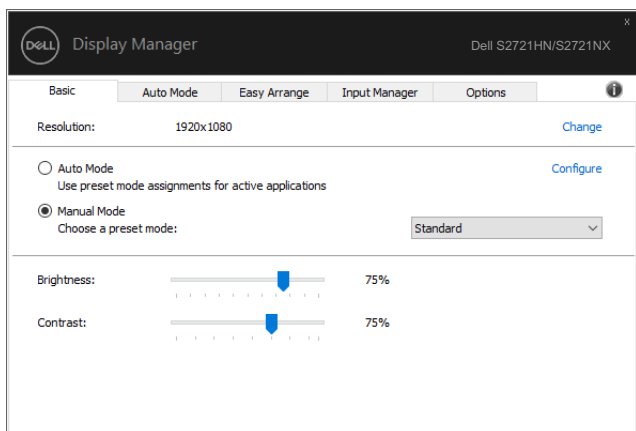 x
DELL Display Manager Dell S2721HN/S2721NX
Basic Auto Mode Easy Arrange Input Manager Options i
Resolution: 1920x1080 Change
Auto Mode Configure
Use preset mode assignments for active applications
Manual Mode
Choose a preset mode: Standard
Brightness: 75%
Contrast: 75%